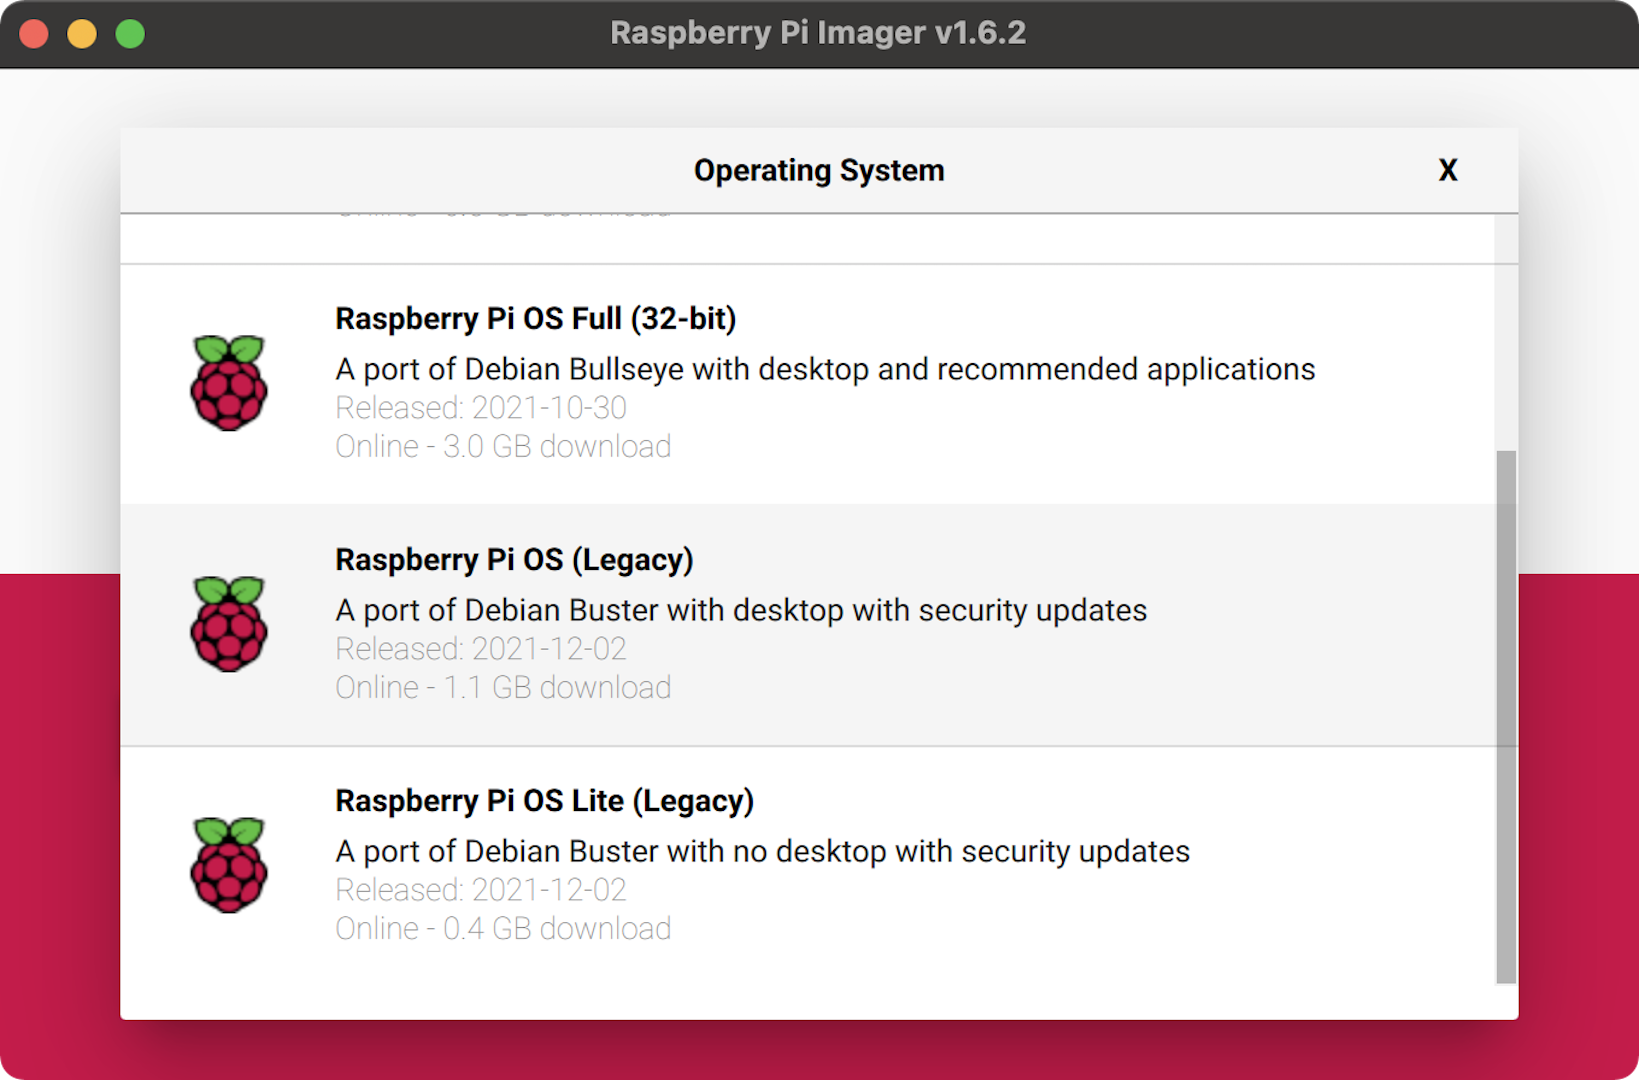 Raspberry Pi Imager v1.6.2
Operating System X
Raspberry Pi OS Full (32-bit)
A port of Debian Bullseye with desktop and recommended applications
Released: 2021-10-30
Online - 3.0 GB download
Raspberry Pi OS (Legacy)
A port of Debian Buster with desktop with security updates
Released: 2021-12-02
Online - 1.1 GB download
Raspberry Pi OS Lite (Legacy)
A port of Debian Buster with no desktop with security updates
Released: 2021-12-02
Online - 0.4 GB download